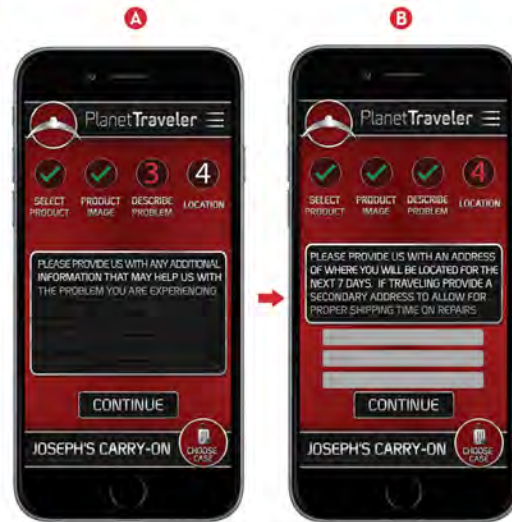 A
PlanetTraveler
3
4
SELECT
PRODUCT
PRODUCT
IMAGE
DESCRIBE
PROBLEM
LOCATION
PLEASE PROVIDE US WITH ANY ADDITIONAL
INFORMATION THAT MAY HELP US WITH
THE PROBLEM YOU ARE EXPERIENCING
CONTINUE
JOSEPH'S CARRY-ON
CHOOSE
CASE
B
PlanetTraveler
4
SELECT
PRODUCT
PRODUCT
IMAGE
DESCRIBE
PROBLEM
LOCATION
PLEASE PROVIDE US WITH AN ADDRESS
OF WHERE YOU WILL BE LOCATED FOR THE
NEXT 7 DAYS. IF TRAVELING PROVIDE A
SECONDARY ADDRESS TO ALLOW FOR
PROPER SHIPPING TIME ON REPAIRS
CONTINUE
JOSEPH'S CARRY-ON
CHOOSE
CASE